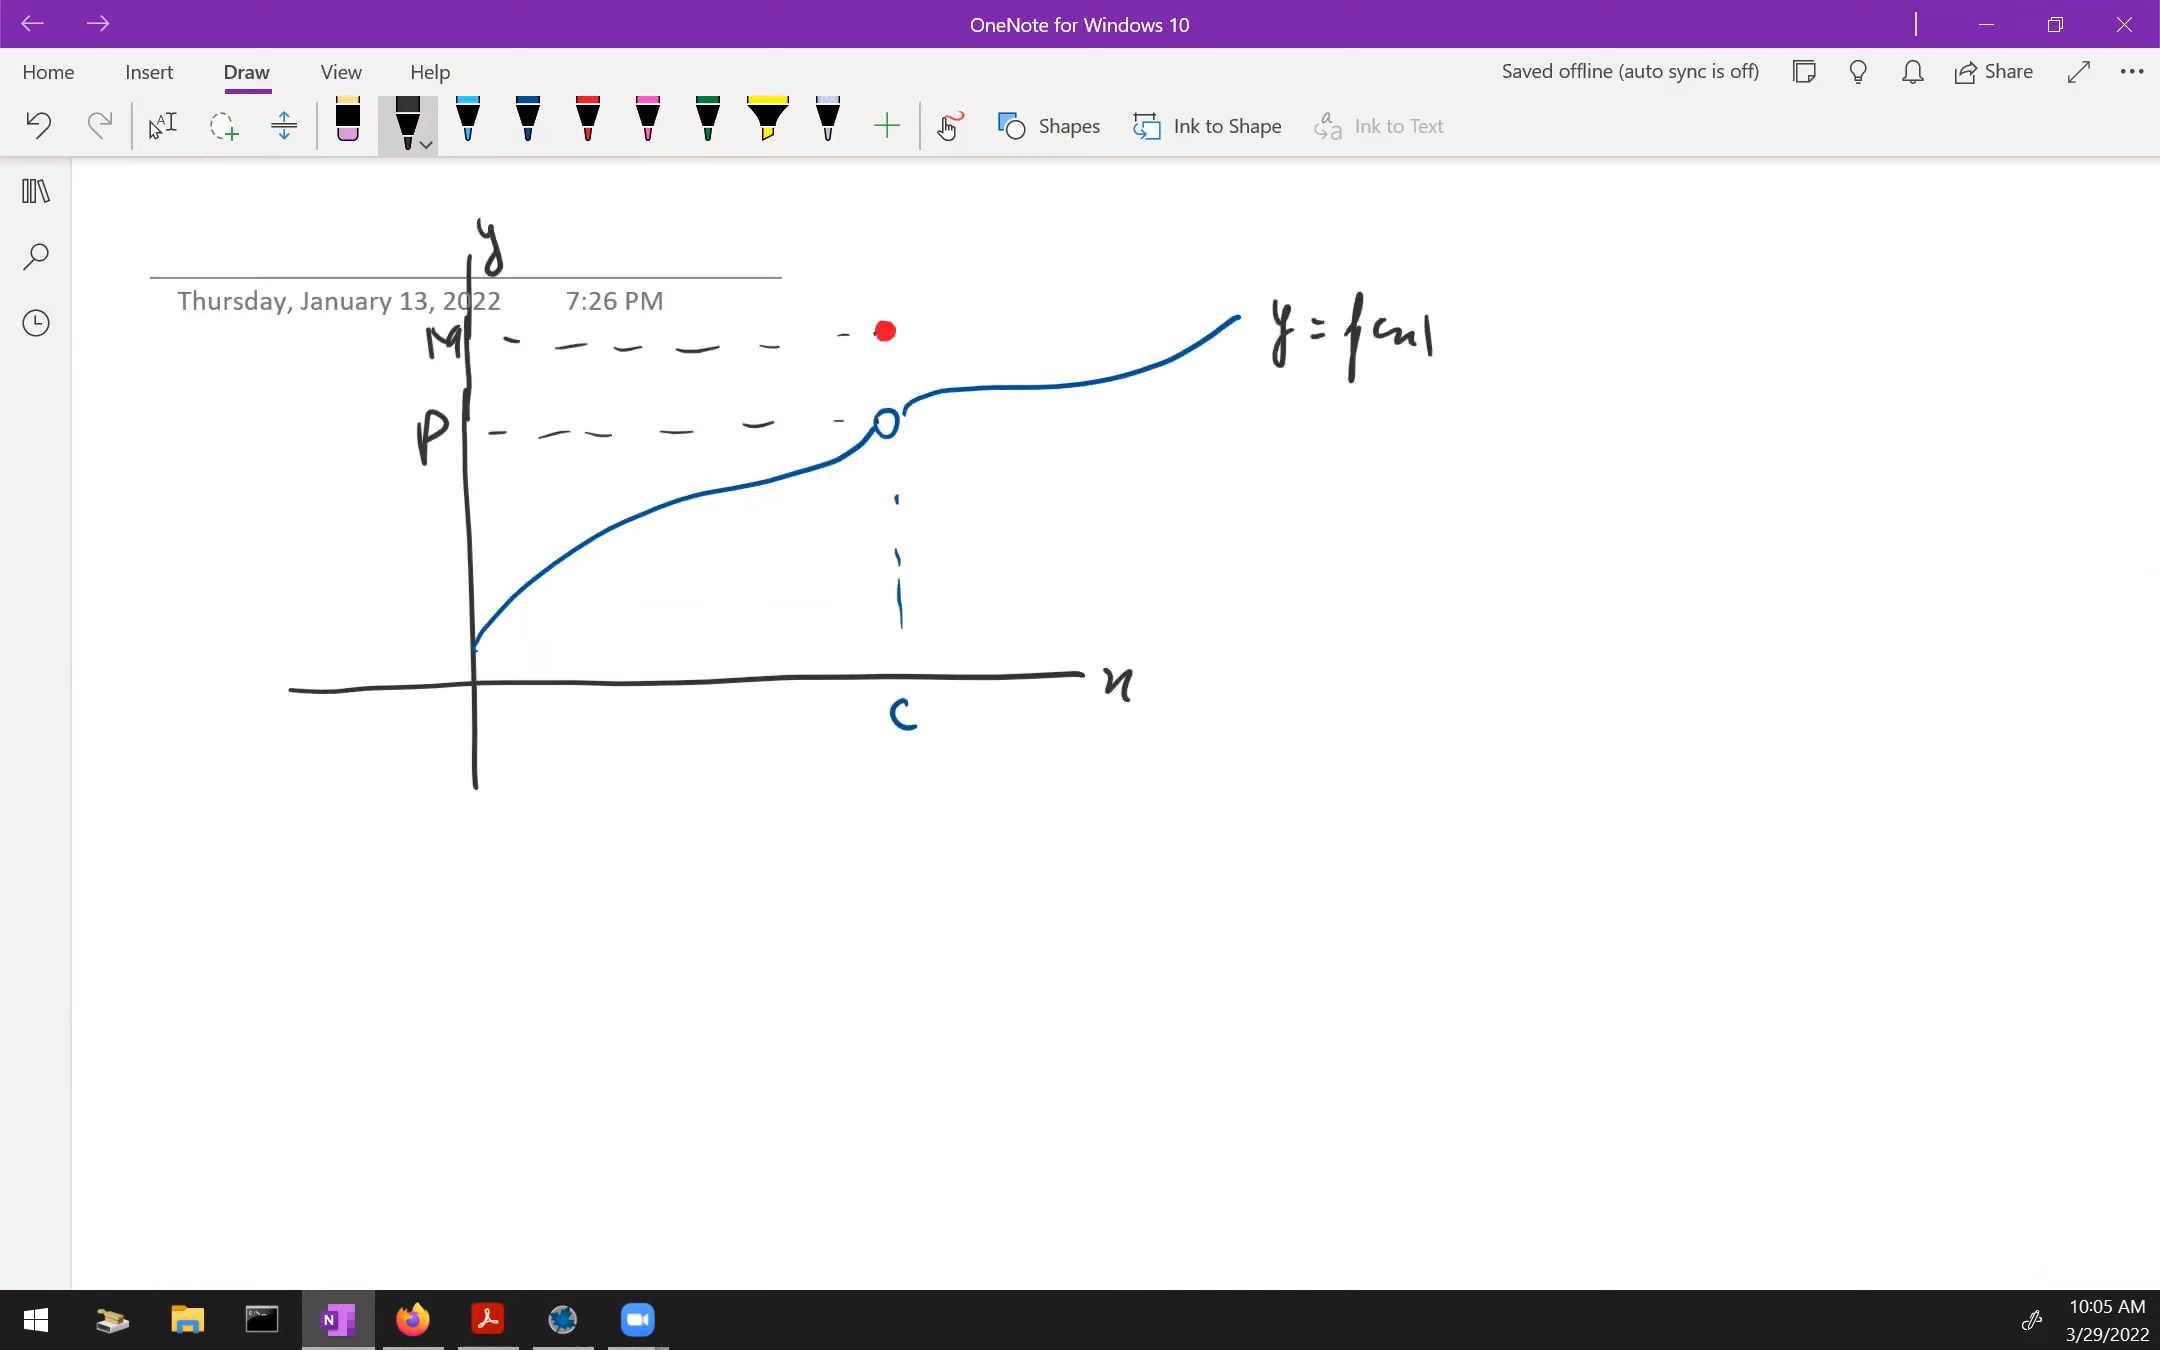 OneNote for Windows 10
Home Insert Draw View Help Saved offline (auto sync is off) Share
Shapes Ink to Shape Ink to Text
y
Thursday, January 13, 2022 7:26 PM
M
y = f(x)
P
x
c
10:05 AM
3/29/2022